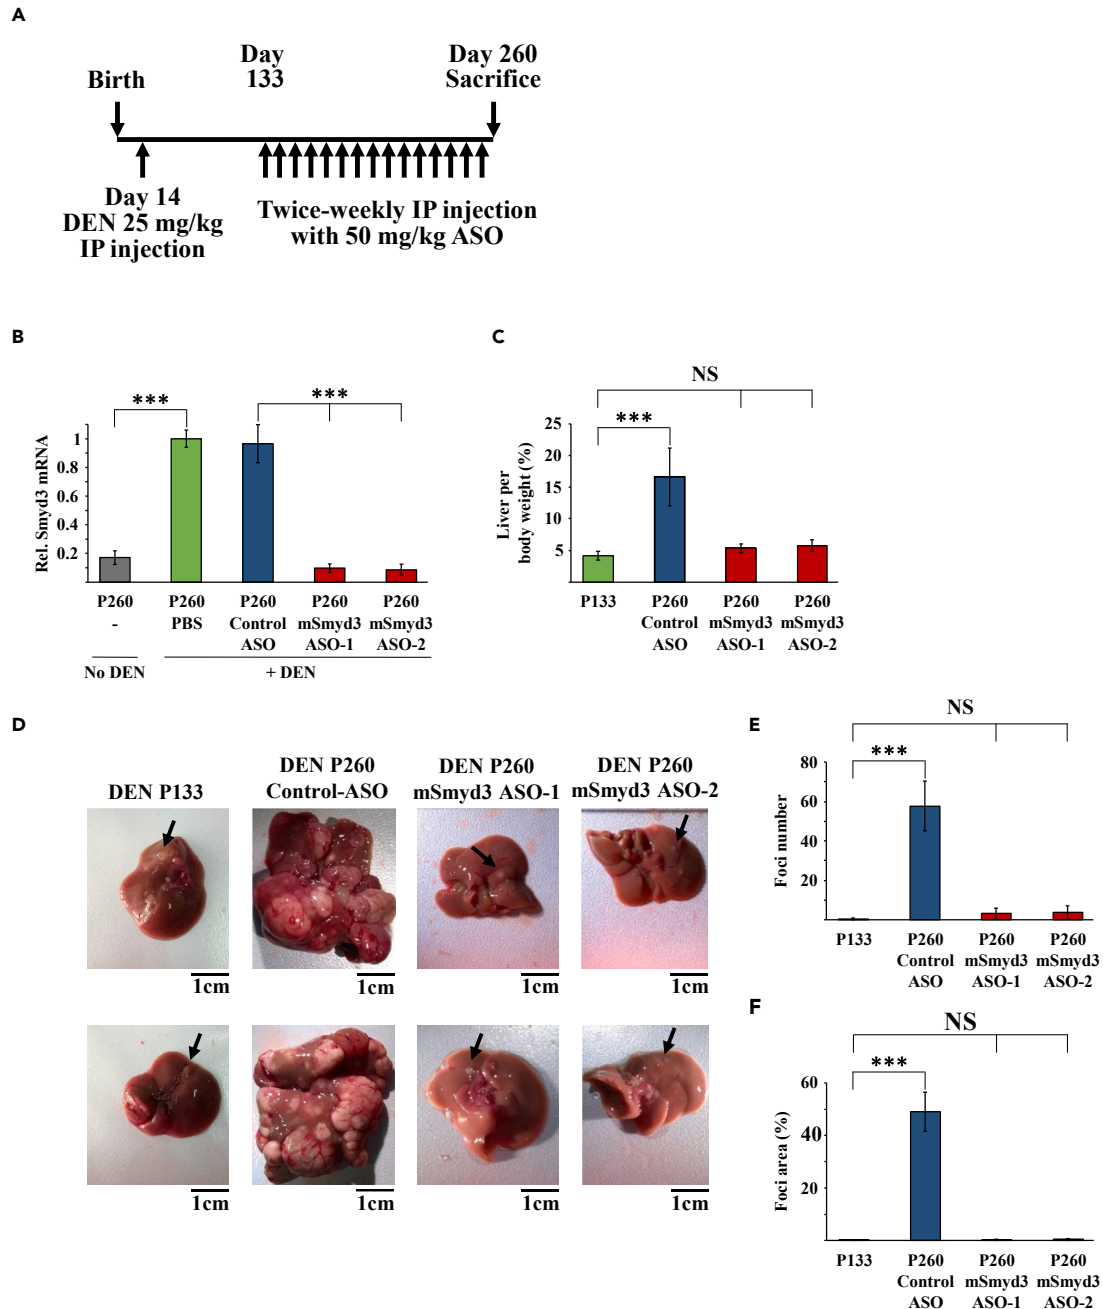 A
Birth
Day
133
Day 260
Sacrifice
Day 14
DEN 25 mg/kg
IP injection
Twice-weekly IP injection
with 50 mg/kg ASO
B
***
***
Rel. Smyd3 mRNA
1
0.8
0.6
0.4
0.2
P260
-
P260
PBS
P260
Control
ASO
P260
mSmyd3
ASO-1
P260
mSmyd3
ASO-2
No DEN
+ DEN
C
NS
***
Liver per
body weight (%)
25
20
15
10
5
P133
P260
Control
ASO
P260
mSmyd3
ASO-1
P260
mSmyd3
ASO-2
D
DEN P133
DEN P260
Control-ASO
DEN P260
mSmyd3 ASO-1
DEN P260
mSmyd3 ASO-2
1cm
1cm
1cm
1cm
1cm
1cm
1cm
1cm
E
NS
***
Foci number
80
60
40
20
P133
P260
Control
ASO
P260
mSmyd3
ASO-1
P260
mSmyd3
ASO-2
F
NS
***
Foci area (%)
60
40
20
P133
P260
Control
ASO
P260
mSmyd3
ASO-1
P260
mSmyd3
ASO-2